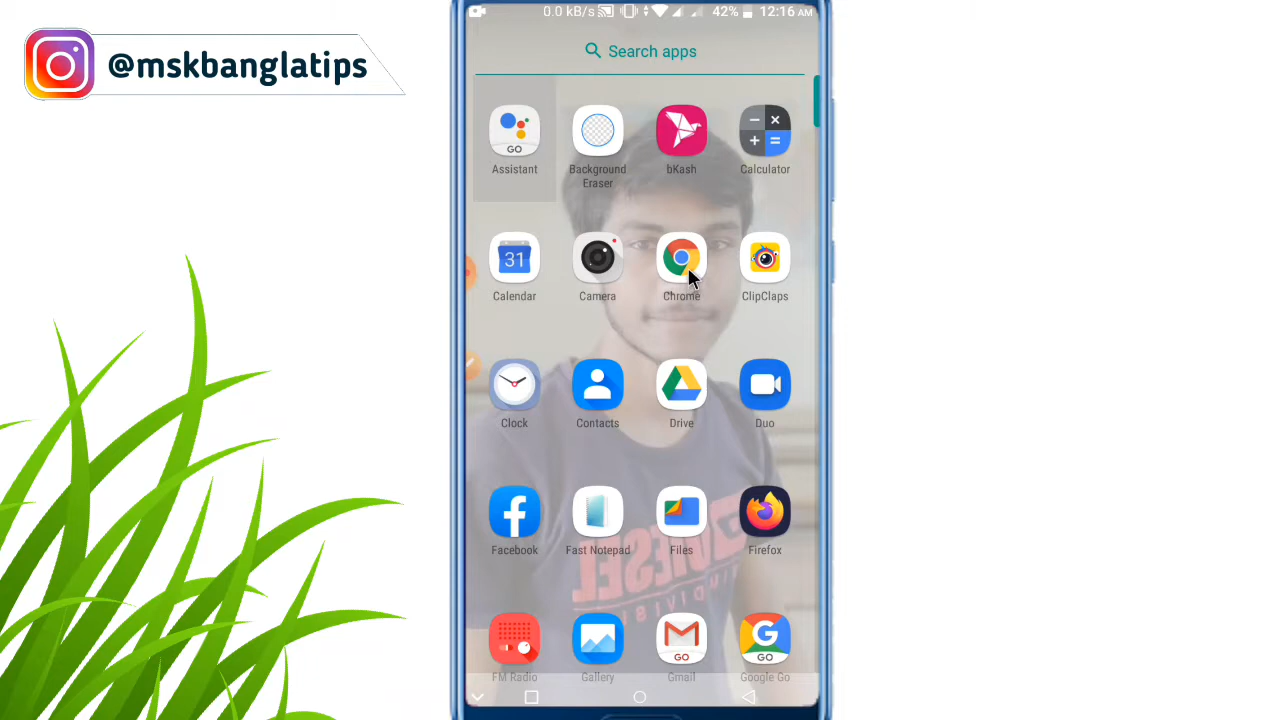 @mskbanglatips
0.0 kB/s 42% 12:16 AM
Search apps
GO
Assistant
Background
Eraser
bKash
Calculator
31
Calendar
Camera
Chrome
ClipClaps
Clock
Contacts
Drive
Duo
Facebook
Fast Notepad
Files
Firefox
DIESEL
INDIVIDU
FM Radio
Gallery
GO
Gmail
GO
Google Go